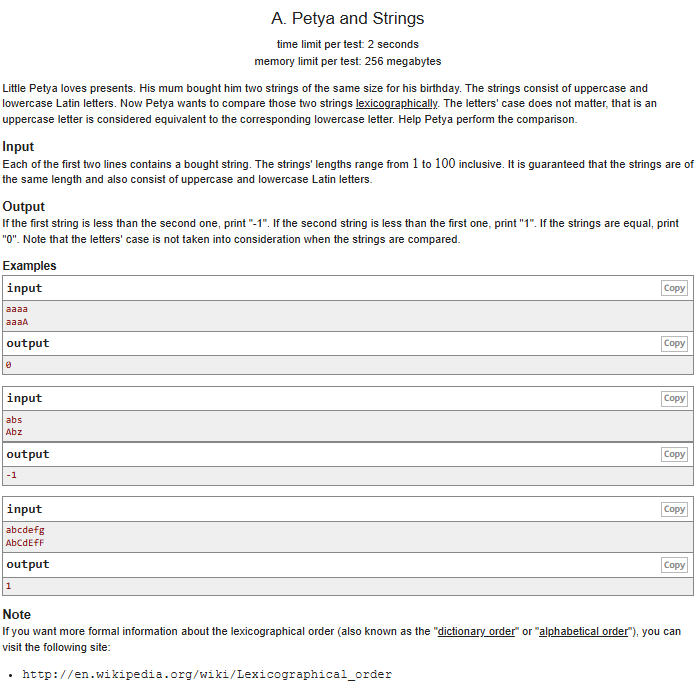 A. Petya and Strings
time limit per test: 2 seconds
memory limit per test: 256 megabytes
Little Petya loves presents. His mum bought him two strings of the same size for his birthday. The strings consist of uppercase and
lowercase Latin letters. Now Petya wants to compare those two strings lexicographically. The letters' case does not matter, that is an
uppercase letter is considered equivalent to the corresponding lowercase letter. Help Petya perform the comparison.
Input
Each of the first two lines contains a bought string. The strings' lengths range from 1 to 100 inclusive. It is guaranteed that the strings are of
the same length and also consist of uppercase and lowercase Latin letters.
Output
If the first string is less than the second one, print "-1". If the second string is less than the first one, print "1". If the strings are equal, print
"0". Note that the letters' case is not taken into consideration when the strings are compared.
Examples
input Copy
aaaa
aaaA
output Copy
0
input Copy
abs
Abz
output Copy
-1
input Copy
abcdefg
AbCdEfF
output Copy
1
Note
If you want more formal information about the lexicographical order (also known as the "dictionary order" or "alphabetical order"), you can
visit the following site:
• http://en.wikipedia.org/wiki/Lexicographical_order